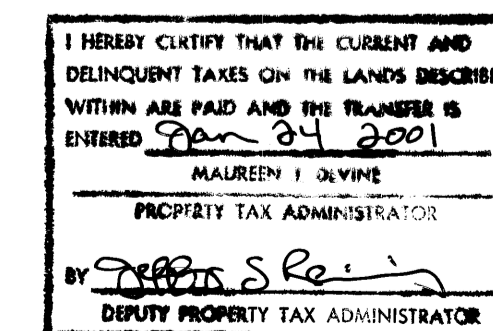 I HEREBY CERTIFY THAT THE CURRENT AND
DELINQUENT TAXES ON THE LANDS DESCRIBE
WITHIN ARE PAID AND THE TRANSFER IS
ENTERED Jan 24 2001
MAUREEN J DEVINE
PROPERTY TAX ADMINISTRATOR
BY
DEPUTY PROPERTY TAX ADMINISTRATOR